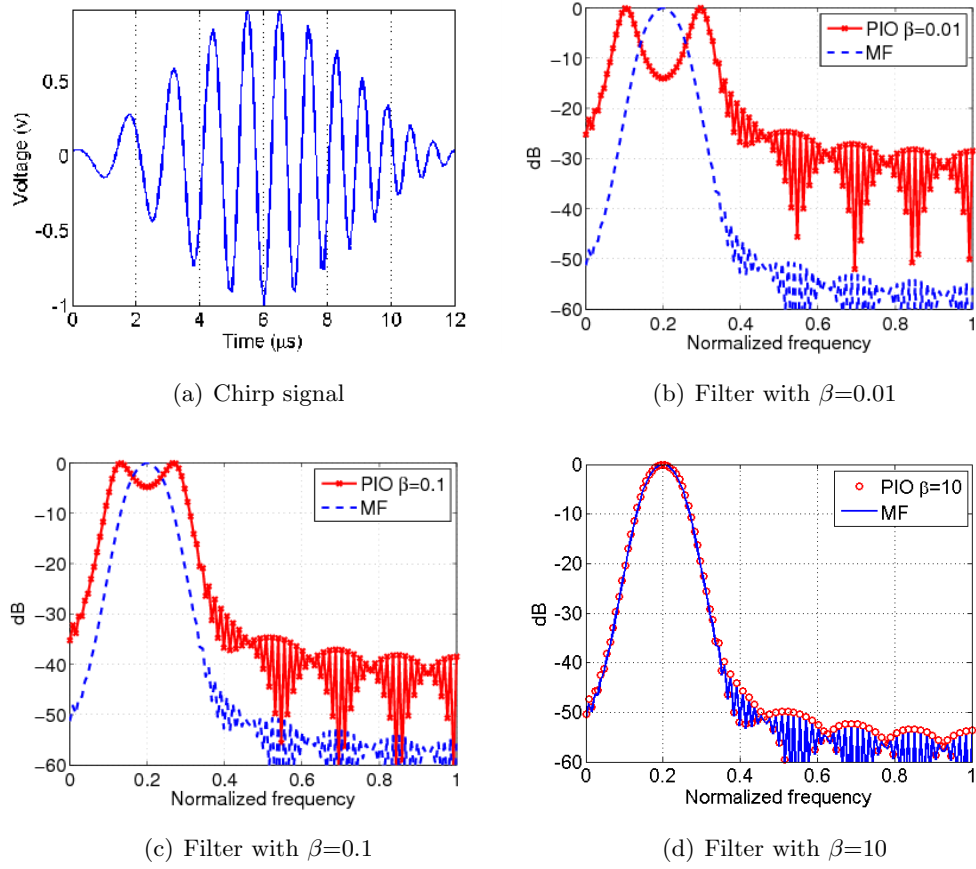 0.5
0
-0.5
-1
Voltage (v)
0 2 4 6 8 10 12
Time (μs)
(a) Chirp signal
0
−10
−20
−30
−40
−50
−60
dB
PIO β=0.01
MF
0 0.2 0.4 0.6 0.8 1
Normalized frequency
(b) Filter with β=0.01
0
−10
−20
−30
−40
−50
−60
dB
PIO β=0.1
MF
0 0.2 0.4 0.6 0.8 1
Normalized frequency
(c) Filter with β=0.1
0
-10
-20
-30
-40
-50
-60
dB
PIO β=10
MF
0 0.2 0.4 0.6 0.8 1
Normalized frequency
(d) Filter with β=10